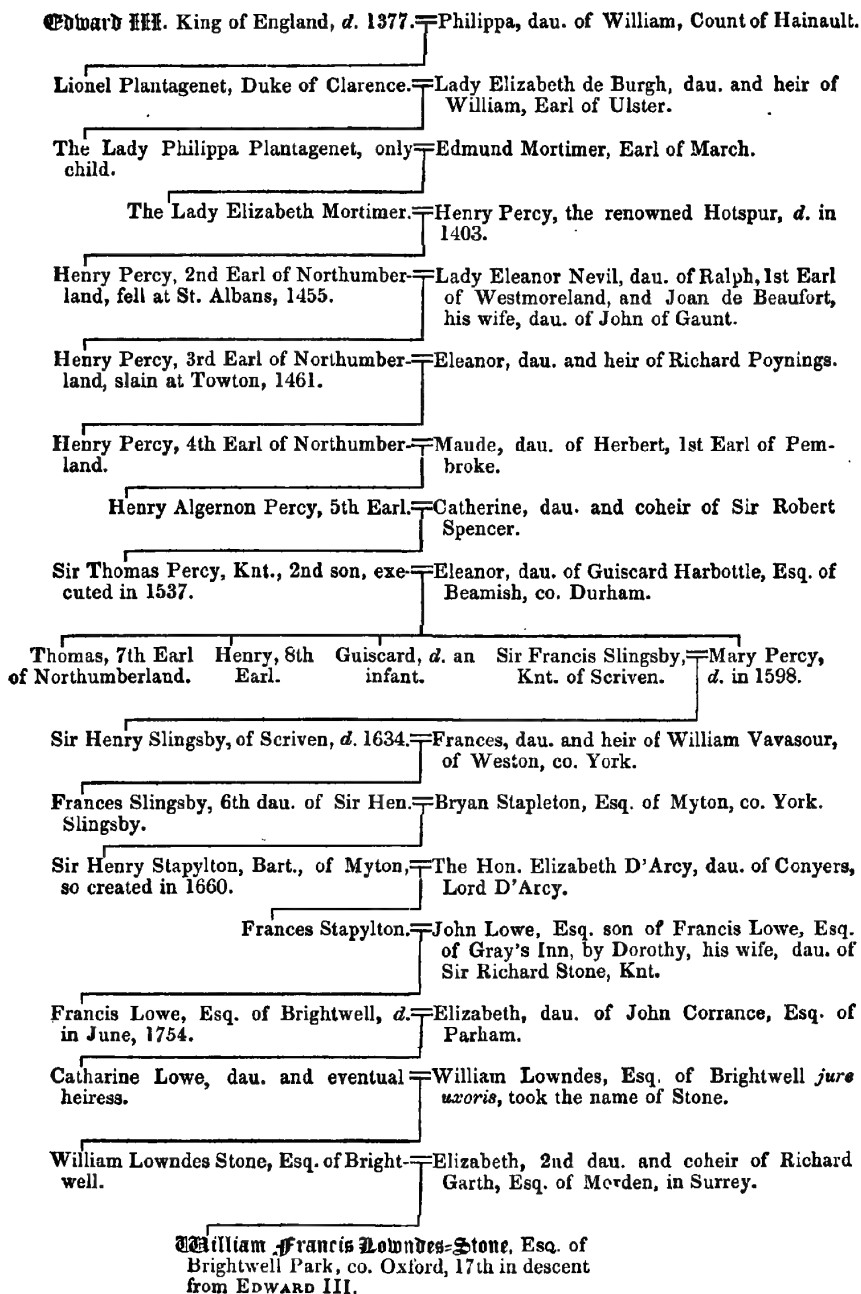 Edward III. King of England, d. 1377.=Philippa, dau. of William, Count of Hainault.
Lionel Plantagenet, Duke of Clarence.=Lady Elizabeth de Burgh, dau. and heir of
William, Earl of Ulster.
The Lady Philippa Plantagenet, only=Edmund Mortimer, Earl of March.
child.
The Lady Elizabeth Mortimer.=Henry Percy, the renowned Hotspur, d. in
1403.
Henry Percy, 2nd Earl of Northumber-=Lady Eleanor Nevil, dau. of Ralph, 1st Earl
land, fell at St. Albans, 1455. of Westmoreland, and Joan de Beaufort,
his wife, dau. of John of Gaunt.
Henry Percy, 3rd Earl of Northumber-=Eleanor, dau. and heir of Richard Poynings.
land, slain at Towton, 1461.
Henry Percy, 4th Earl of Northumber-=Maude, dau. of Herbert, 1st Earl of Pem-
land. broke.
Henry Algernon Percy, 5th Earl.=Catherine, dau. and coheir of Sir Robert
Spencer.
Sir Thomas Percy, Knt., 2nd son, exe-=Eleanor, dau. of Guiscard Harbottle, Esq. of
cuted in 1537. Beamish, co. Durham.
Thomas, 7th Earl Henry, 8th Guiscard, d. an Sir Francis Slingsby,=Mary Percy,
of Northumberland. Earl. infant. Knt. of Scriven. d. in 1598.
Sir Henry Slingsby, of Scriven, d. 1634.=Frances, dau. and heir of William Vavasour,
of Weston, co. York.
Frances Slingsby, 6th dau. of Sir Hen.=Bryan Stapleton, Esq. of Myton, co. York.
Slingsby.
Sir Henry Stapylton, Bart., of Myton,=The Hon. Elizabeth D'Arcy, dau. of Conyers,
so created in 1660. Lord D'Arcy.
Frances Stapylton.=John Lowe, Esq. son of Francis Lowe, Esq.
of Gray's Inn, by Dorothy, his wife, dau. of
Sir Richard Stone, Knt.
Francis Lowe, Esq. of Brightwell, d.=Elizabeth, dau. of John Corrance, Esq. of
in June, 1754. Parham.
Catharine Lowe, dau. and eventual=William Lowndes, Esq. of Brightwell jure
heiress. uxoris, took the name of Stone.
William Lowndes Stone, Esq. of Bright-=Elizabeth, 2nd dau. and coheir of Richard
well. Garth, Esq. of Morden, in Surrey.
William Francis Lowndes=Stone, Esq. of
Brightwell Park, co. Oxford, 17th in descent
from EDWARD III.